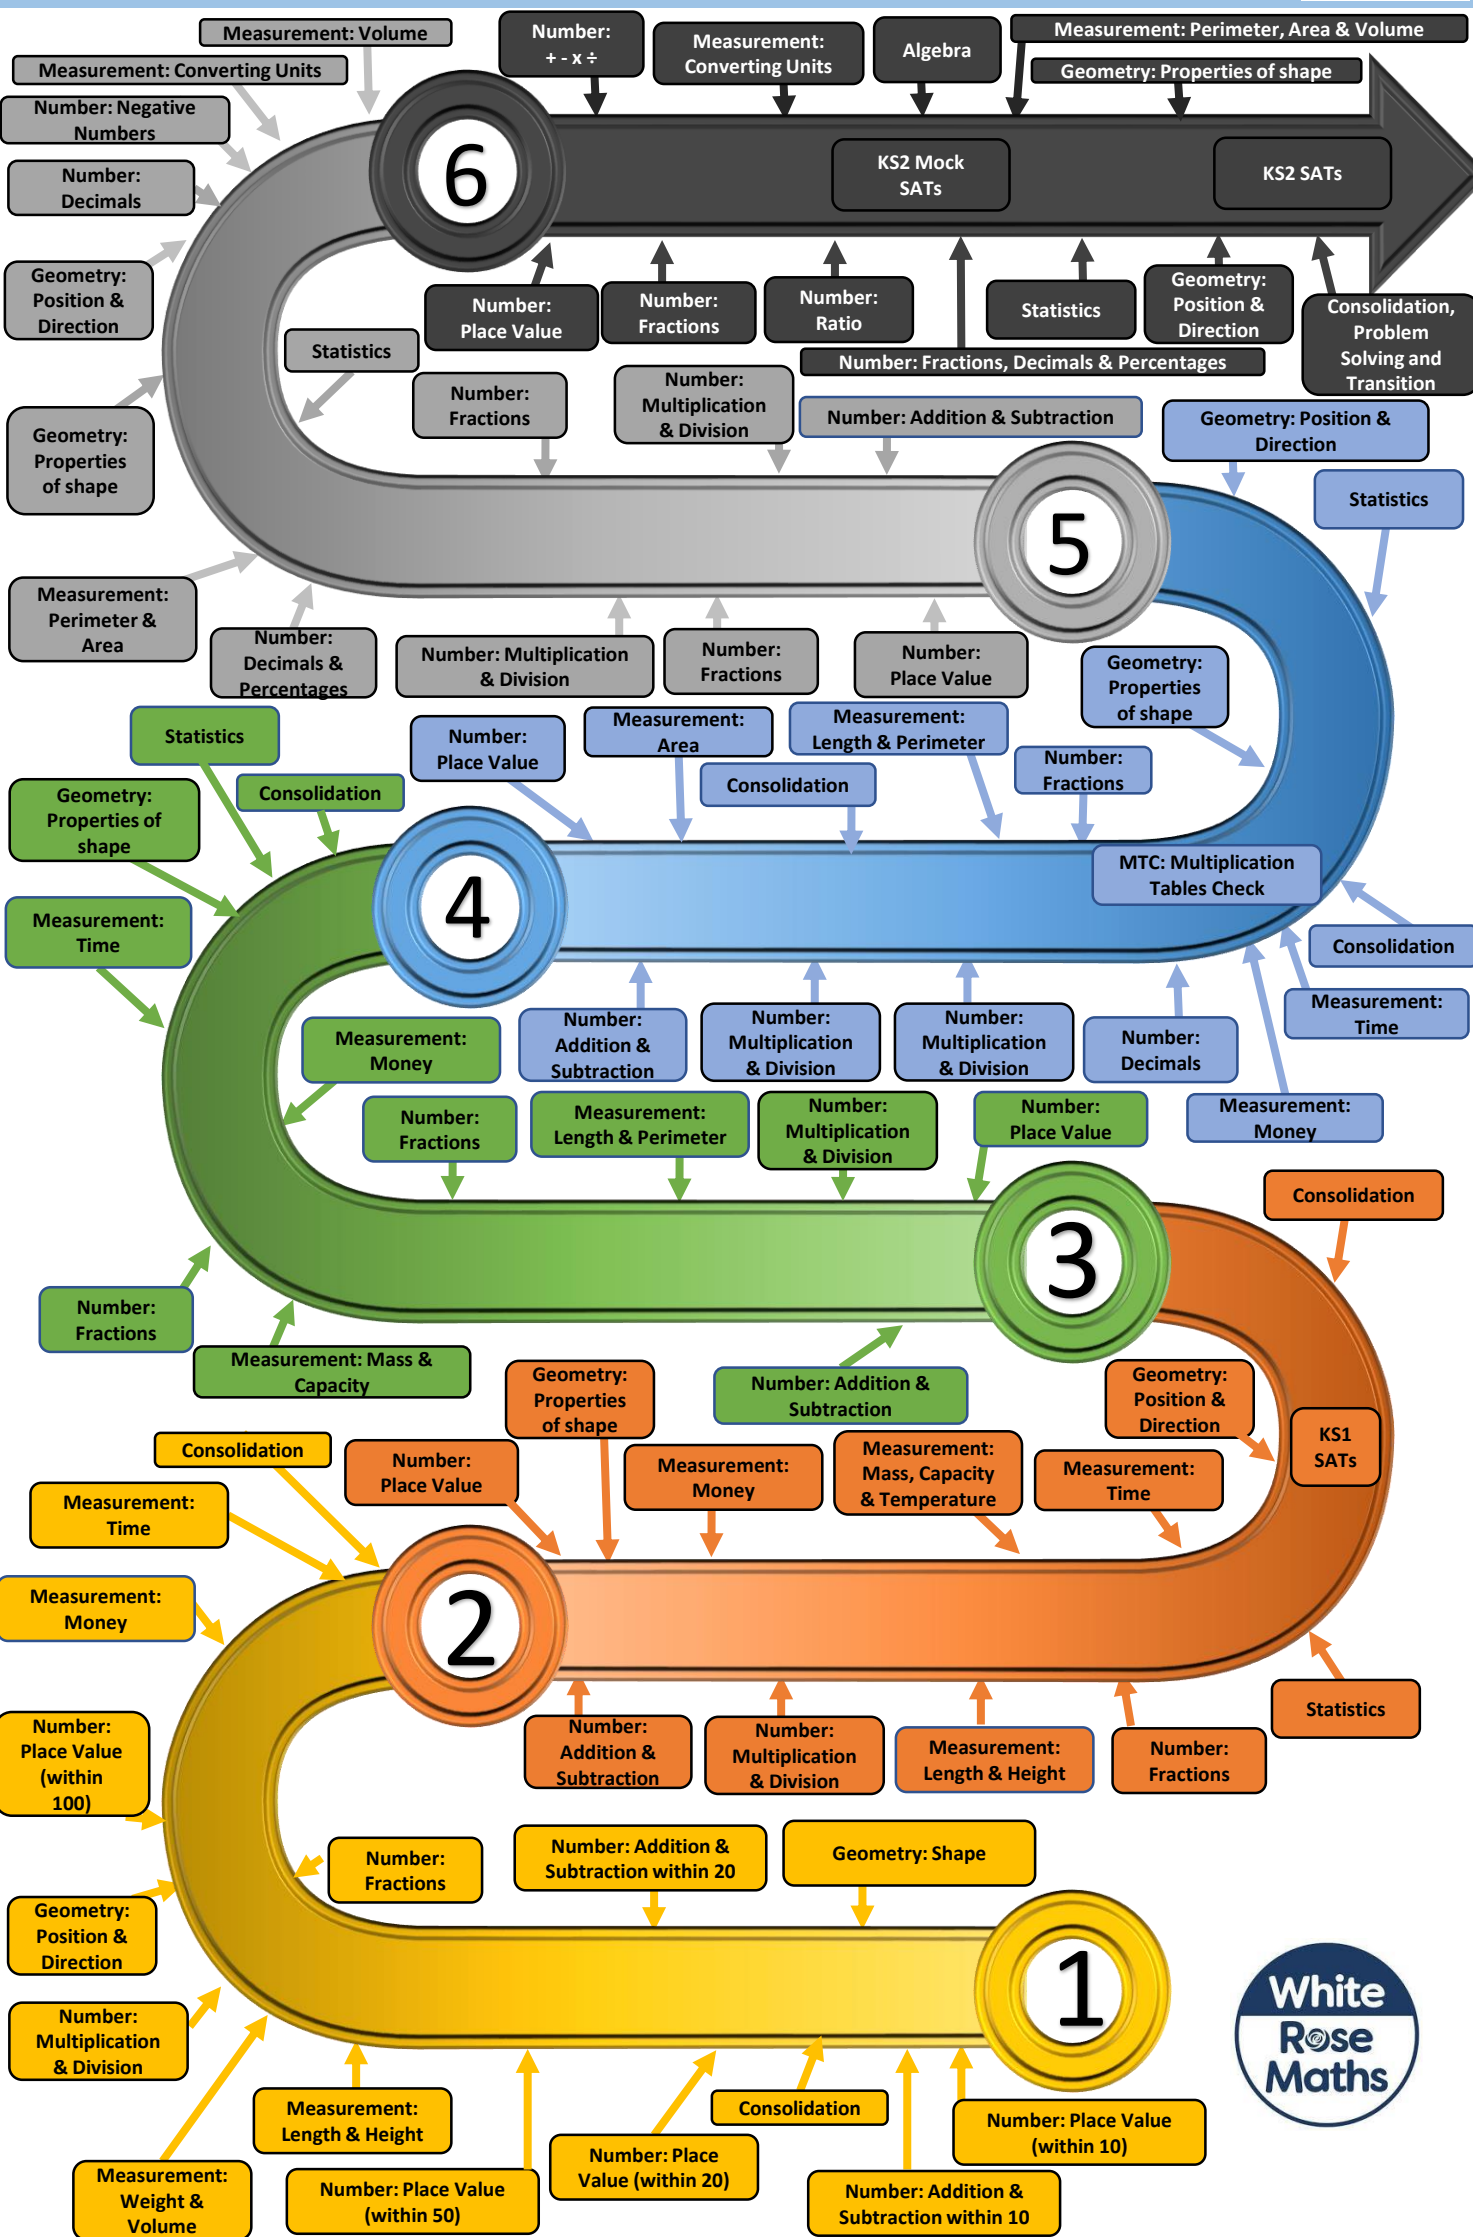 Measurement: Volume
Measurement: Converting Units
Number: Negative
Numbers
Number:
Decimals
Geometry:
Position &
Direction
Geometry:
Properties
of shape
Measurement:
Perimeter &
Area
Number:
Decimals &
Percentages
Statistics
Number:
+ - x ÷
Measurement:
Converting Units
Algebra
Measurement: Perimeter, Area & Volume
Geometry: Properties of shape
6
KS2 Mock
SATs
KS2 SATs
Number:
Place Value
Number:
Fractions
Number:
Ratio
Number: Fractions, Decimals & Percentages
Statistics
Geometry:
Position &
Direction
Consolidation,
Problem
Solving and
Transition
Number:
Fractions
Number:
Multiplication
& Division
Number: Addition & Subtraction
Geometry: Position &
Direction
Statistics
5
Number: Multiplication
& Division
Number:
Fractions
Number:
Place Value
Geometry:
Properties
of shape
Statistics
Consolidation
Geometry:
Properties of
shape
Measurement:
Time
Number:
Place Value
Measurement:
Area
Consolidation
Measurement:
Length & Perimeter
Number:
Fractions
4
MTC: Multiplication
Tables Check
Consolidation
Measurement:
Time
Measurement:
Money
Number:
Addition &
Subtraction
Number:
Multiplication
& Division
Number:
Multiplication
& Division
Number:
Decimals
Measurement:
Money
Number:
Fractions
Measurement:
Length & Perimeter
Number:
Multiplication
& Division
Number:
Place Value
3
Consolidation
Number:
Fractions
Measurement: Mass &
Capacity
Number: Addition &
Subtraction
Geometry:
Position &
Direction
KS1
SATs
Consolidation
Measurement:
Time
Measurement:
Money
Number:
Place Value
Geometry:
Properties
of shape
Measurement:
Money
Measurement:
Mass, Capacity
& Temperature
Measurement:
Time
2
Number:
Addition &
Subtraction
Number:
Multiplication
& Division
Measurement:
Length & Height
Number:
Fractions
Statistics
Number:
Place Value
(within
100)
Number:
Fractions
Number: Addition &
Subtraction within 20
Geometry: Shape
Geometry:
Position &
Direction
1
Number:
Multiplication
& Division
Measurement:
Weight &
Volume
Measurement:
Length & Height
Number: Place Value
(within 50)
Number: Place
Value (within 20)
Consolidation
Number: Addition &
Subtraction within 10
Number: Place Value
(within 10)
White
Rose
Maths